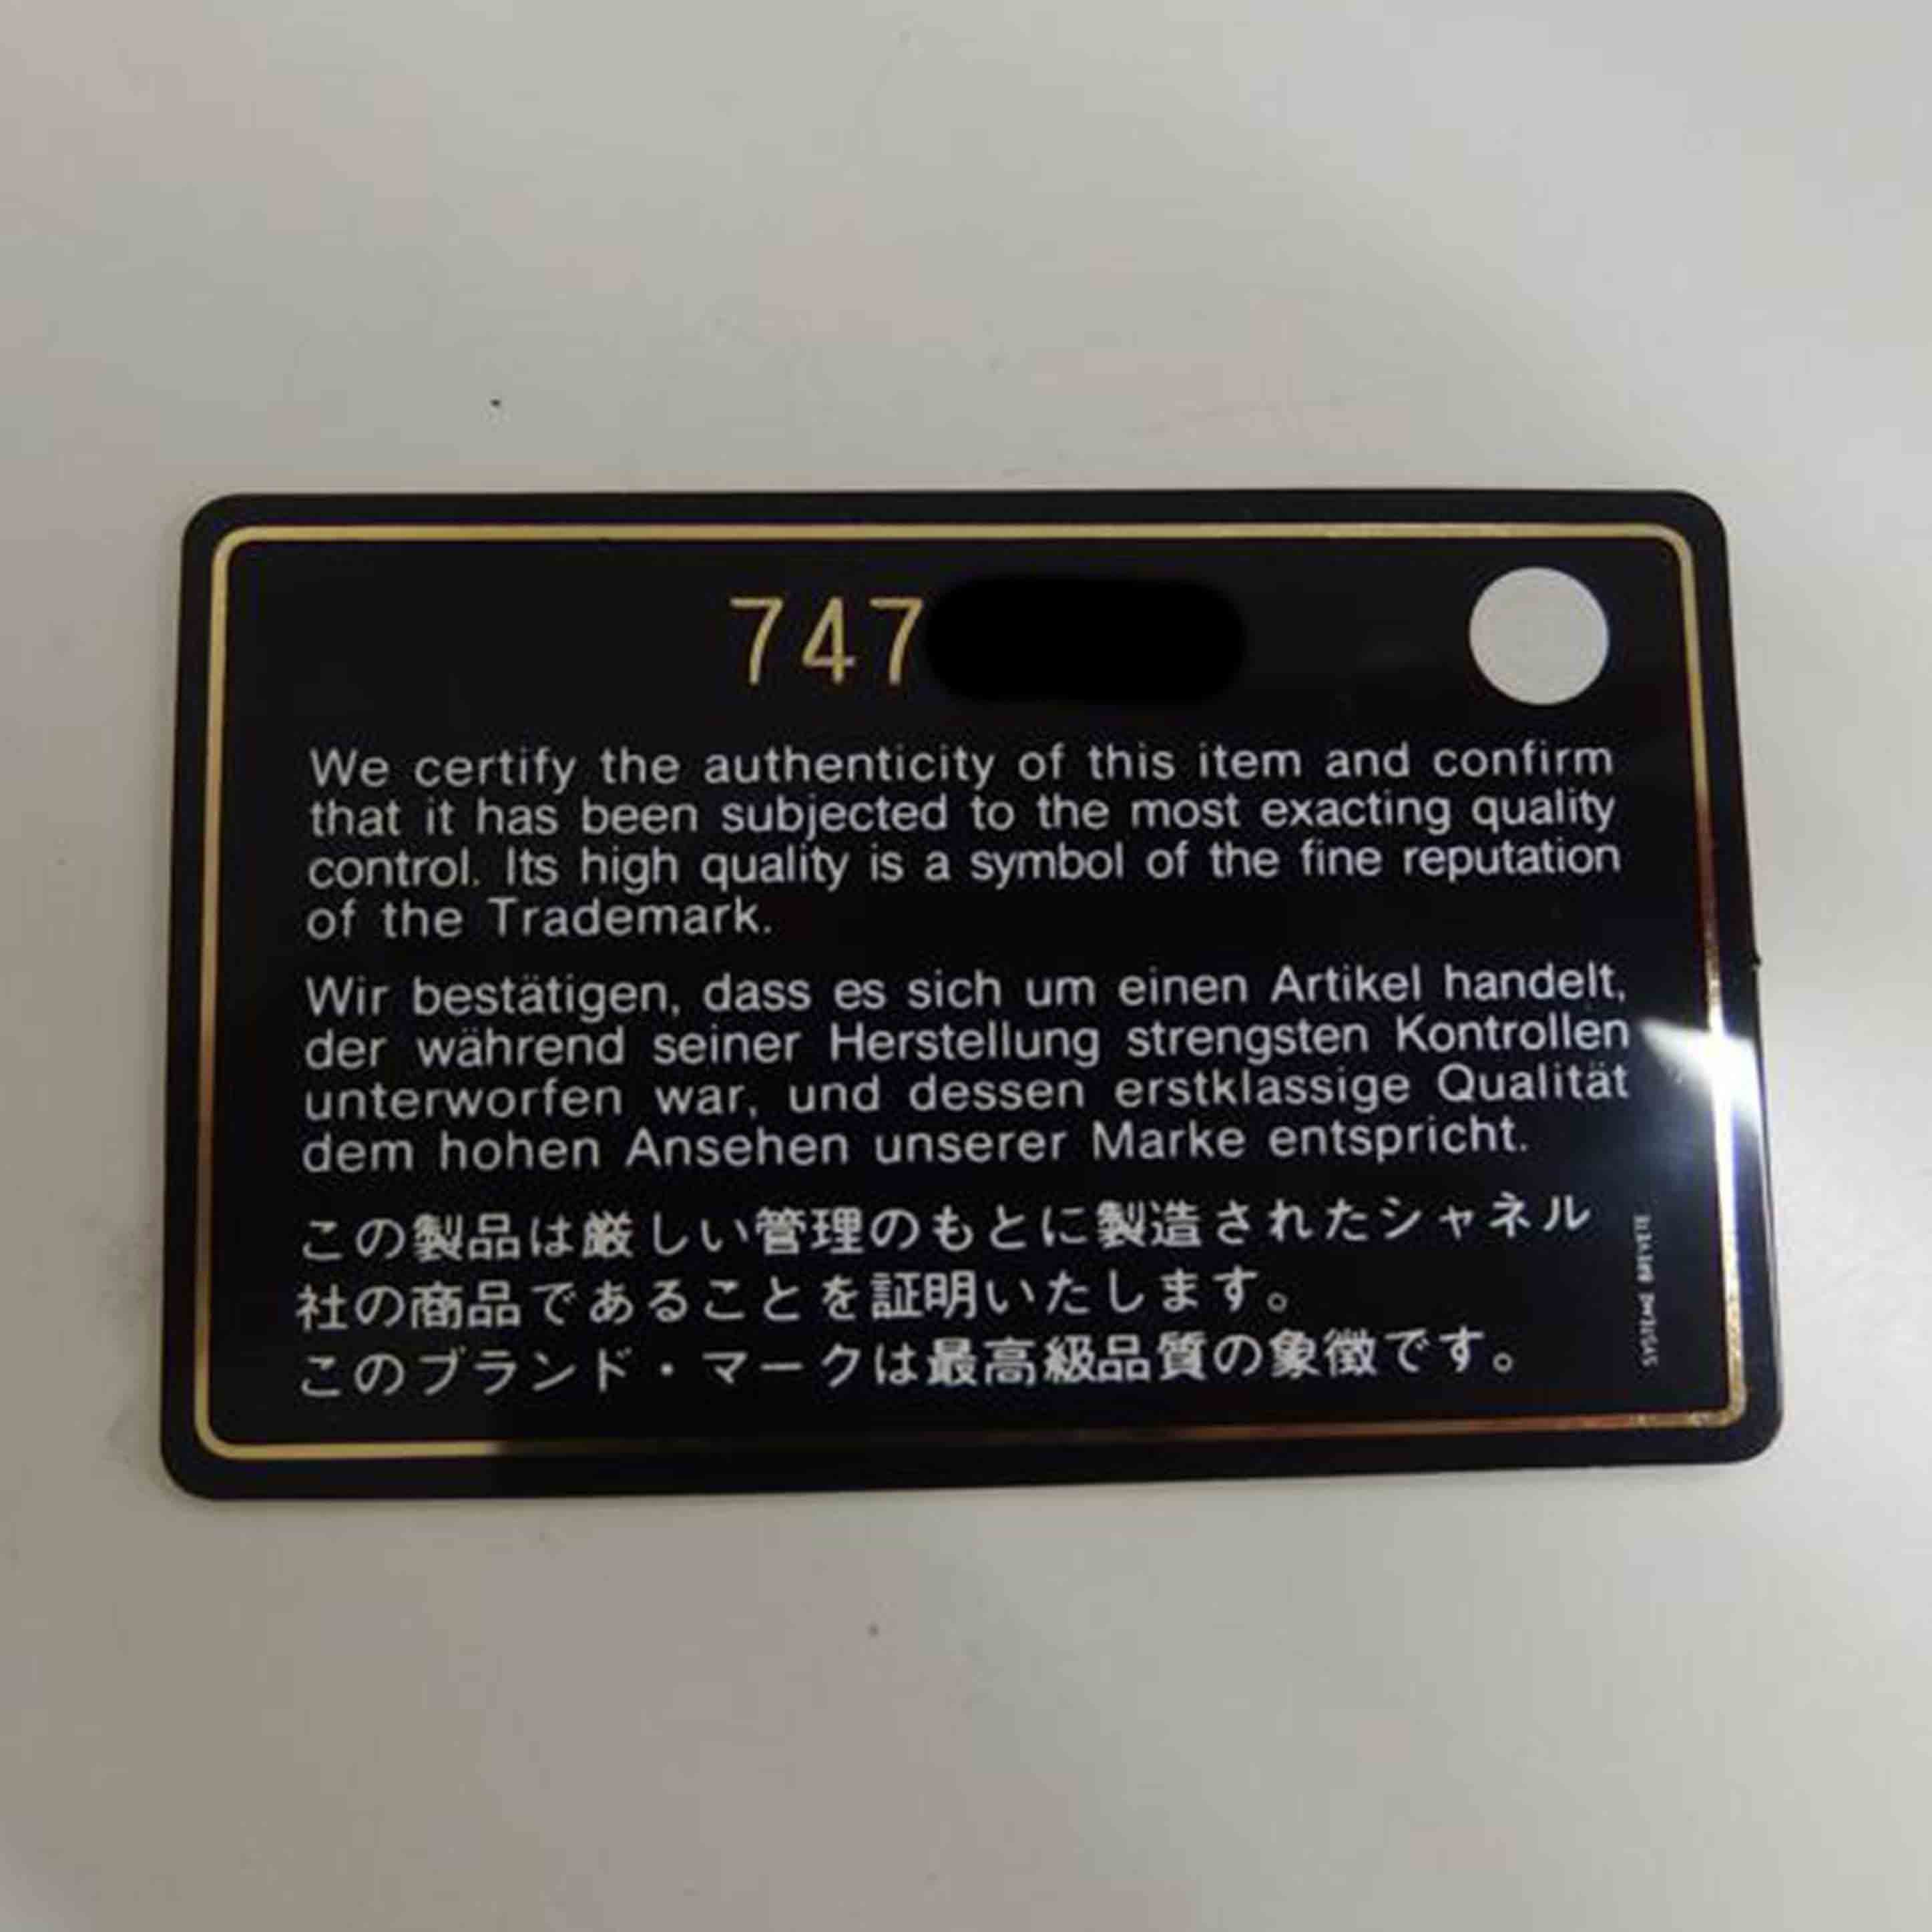 747
We certify the authenticity of this item and confirm
that it has been subjected to the most exacting quality
control. Its high quality is a symbol of the fine reputation
of the Trademark.
Wir bestätigen, dass es sich um einen Artikel handelt,
der während seiner Herstellung strengsten Kontrollen
unterworfen war, und dessen erstklassige Qualität
dem hohen Ansehen unserer Marke entspricht.
この製品は厳しい管理のもとに製造されたシャネル
社の商品であることを証明いたします。
このブランド・マークは最高級品質の象徴です。